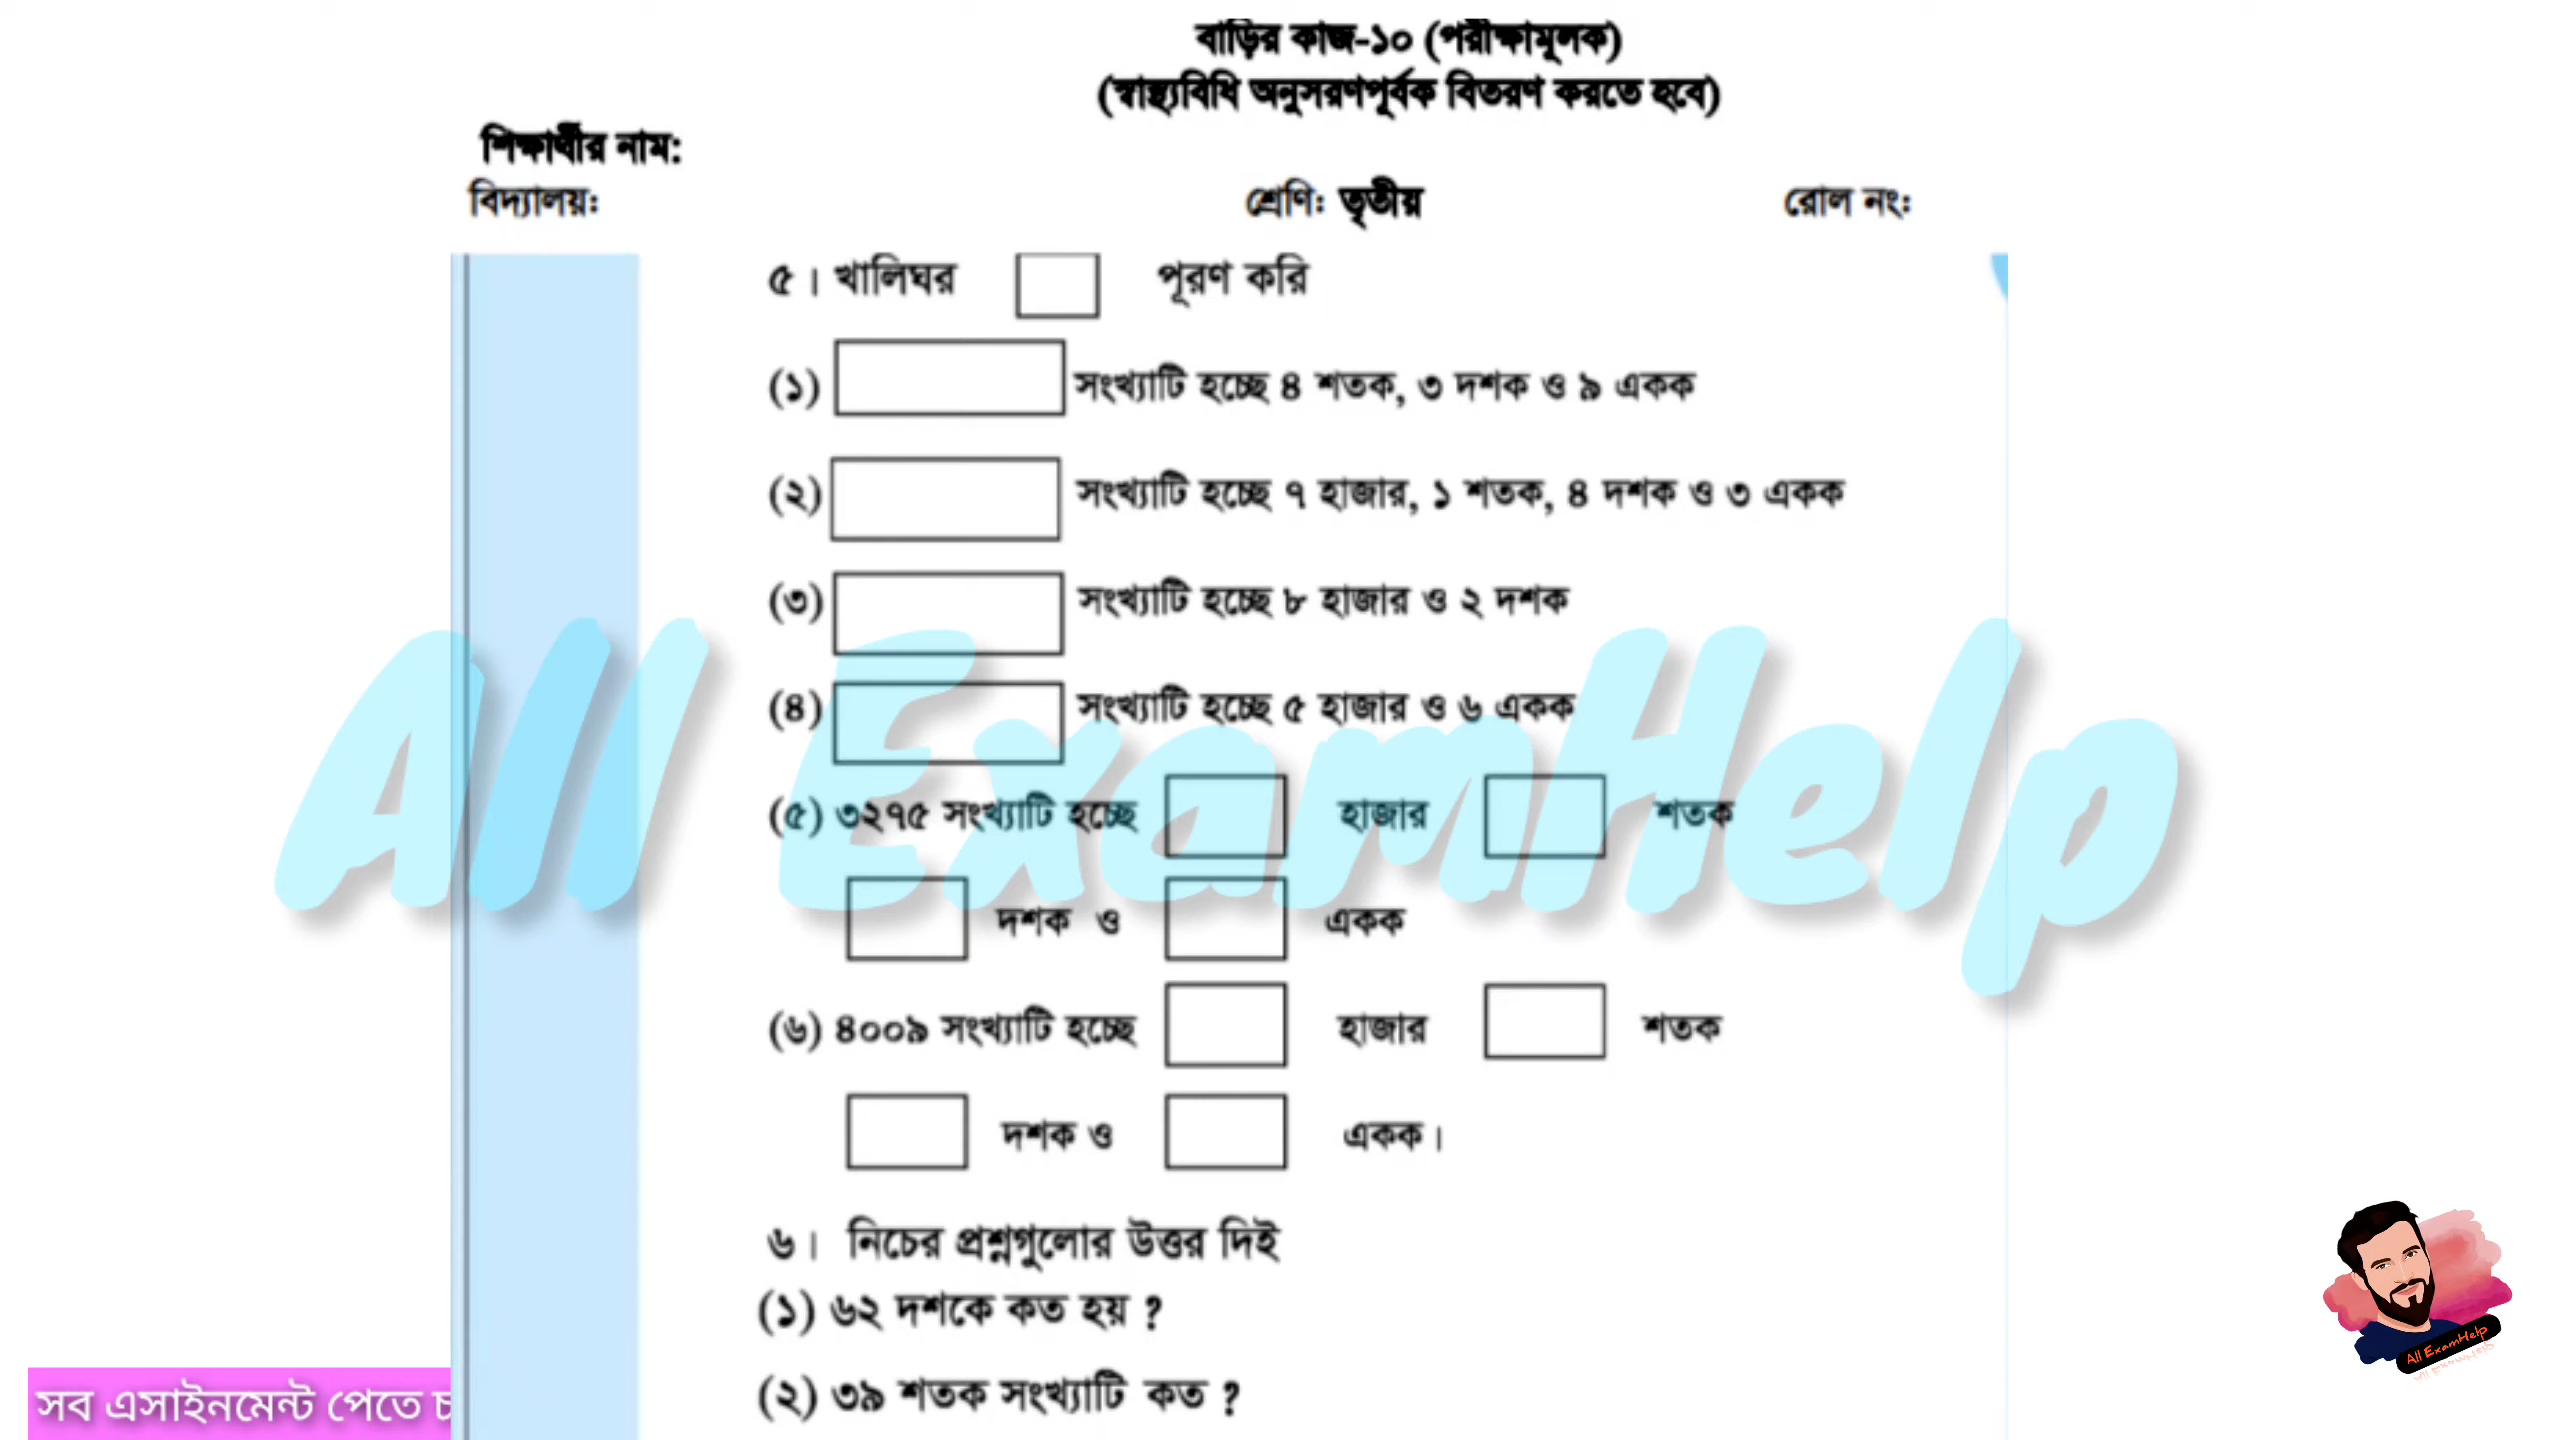 বাড়ির কাজ-১০ (পরীক্ষামূলক)
(স্বাস্থ্যবিধি অনুসরণপূর্বক বিতরণ করতে হবে)
শিক্ষার্থীর নাম:
বিদ্যালয়: শ্রেণি: তৃতীয় রোল নং:
৫। খালিঘর পূরণ করি
(১) সংখ্যাটি হচ্ছে ৪ শতক, ৩ দশক ও ৯ একক
(২) সংখ্যাটি হচ্ছে ৭ হাজার, ১ শতক, ৪ দশক ও ৩ একক
(৩) সংখ্যাটি হচ্ছে ৮ হাজার ও ২ দশক
(৪) সংখ্যাটি হচ্ছে ৫ হাজার ও ৬ একক
All ExamHelp
(৫) ৩২৭৫ সংখ্যাটি হচ্ছে হাজার শতক
দশক ও একক
(৬) ৪০০৯ সংখ্যাটি হচ্ছে হাজার শতক
দশক ও একক।
৬। নিচের প্রশ্নগুলোর উত্তর দিই
(১) ৬২ দশকে কত হয় ?
(২) ৩৯ শতক সংখ্যাটি কত ?
All ExamHelp
সব এসাইনমেন্ট পেতে চ